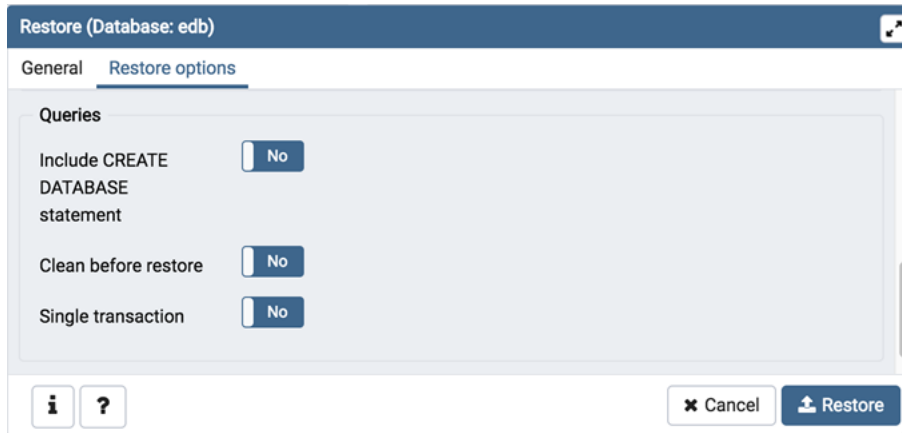 Restore (Database: edb)
General Restore options
Queries
Include CREATE No
DATABASE
statement
Clean before restore No
Single transaction No
i ? Cancel Restore